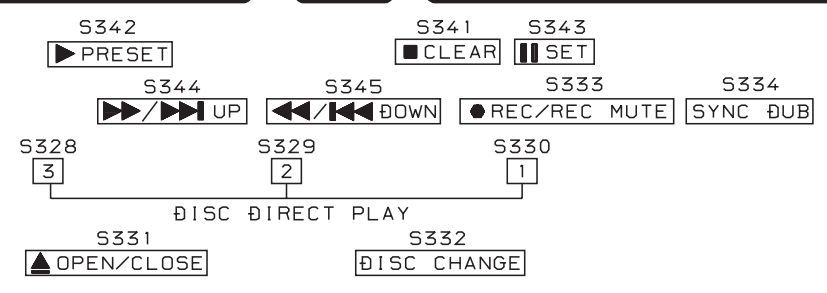 S342 S341 S343
▶PRESET ■CLEAR ❚❚SET
S344 S345 S333 S334
▶▶/▶▶❙ UP ◀◀/❙◀◀ DOWN ●REC/REC MUTE SYNC DUB
S328 S329 S330
3 2 1
DISC DIRECT PLAY
S331 S332
⏏OPEN/CLOSE DISC CHANGE